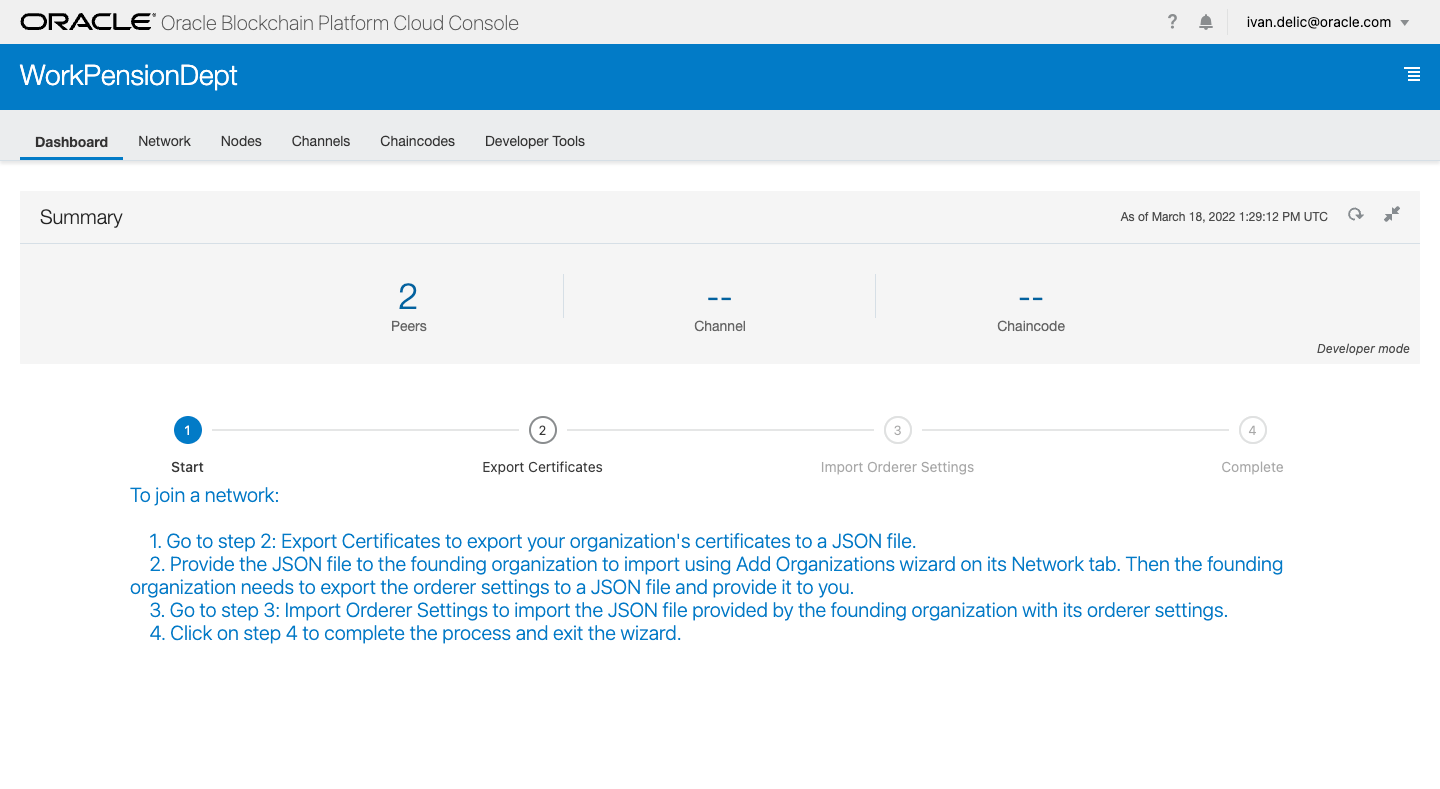 ORACLE® Oracle Blockchain Platform Cloud Console
? ivan.delic@oracle.com
WorkPensionDept
Dashboard Network Nodes Channels Chaincodes Developer Tools
Summary
As of March 18, 2022 1:29:12 PM UTC
2 -- --
Peers Channel Chaincode
Developer mode
1 2 3 4
Start Export Certificates Import Orderer Settings Complete
To join a network:
1. Go to step 2: Export Certificates to export your organization's certificates to a JSON file.
2. Provide the JSON file to the founding organization to import using Add Organizations wizard on its Network tab. Then the founding
organization needs to export the orderer settings to a JSON file and provide it to you.
3. Go to step 3: Import Orderer Settings to import the JSON file provided by the founding organization with its orderer settings.
4. Click on step 4 to complete the process and exit the wizard.